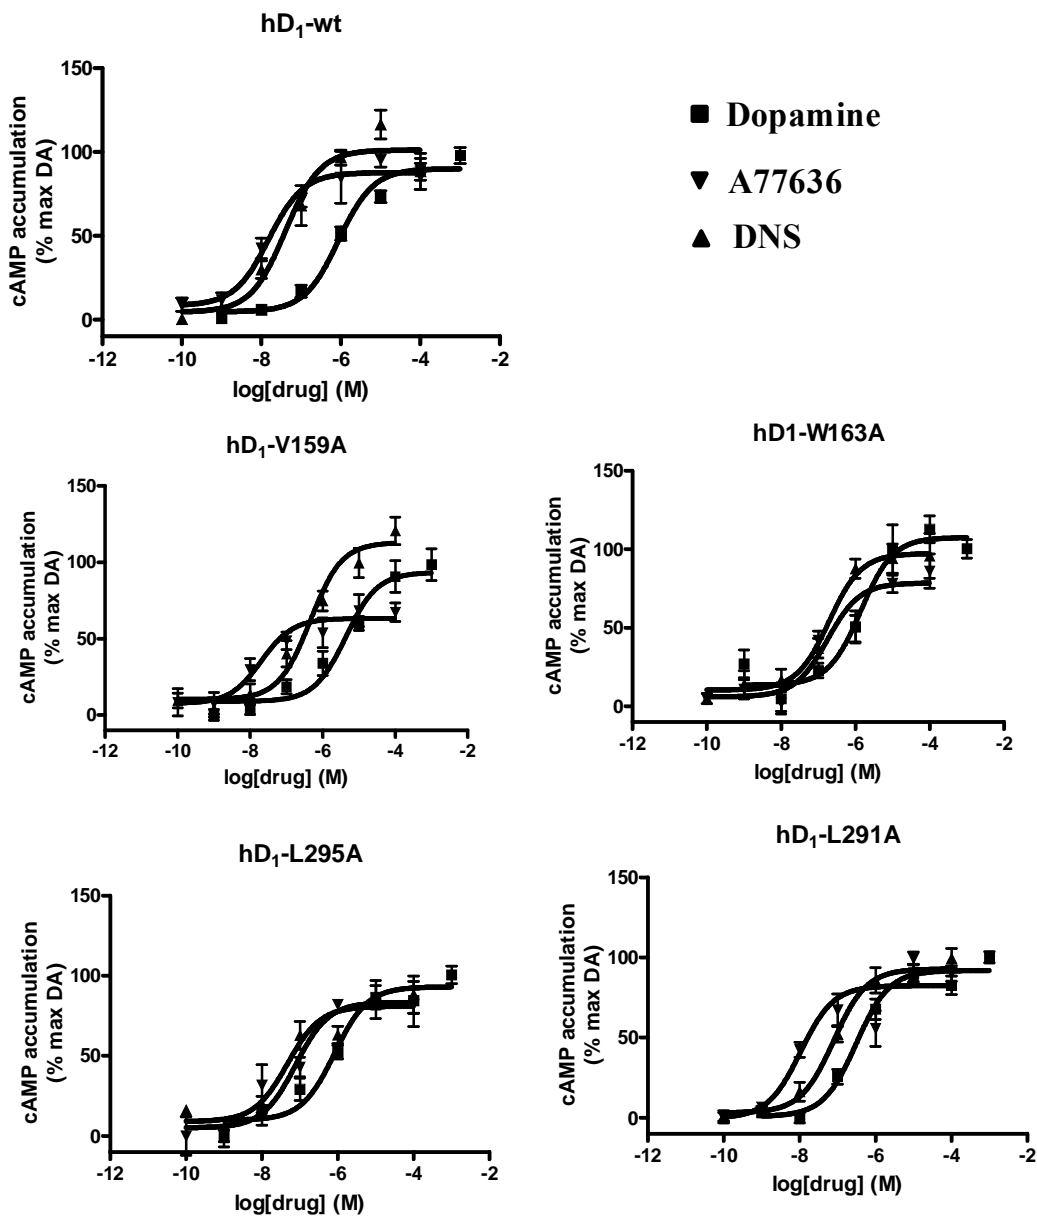 hD₁-wt
150
100
50
0
cAMP accumulation
(% max DA)
-12 -10 -8 -6 -4 -2
log[drug] (M)
Dopamine
A77636
DNS
hD₁-V159A
150
100
50
0
cAMP accumulation
(% max DA)
-12 -10 -8 -6 -4 -2
log[drug] (M)
hD1-W163A
150
100
50
0
cAMP accumulation
(% max DA)
-12 -10 -8 -6 -4 -2
log[drug] (M)
hD₁-L295A
150
100
50
0
cAMP accumulation
(% max DA)
-12 -10 -8 -6 -4 -2
log[drug] (M)
hD₁-L291A
150
100
50
0
cAMP accumulation
(% max DA)
-12 -10 -8 -6 -4 -2
log[drug] (M)